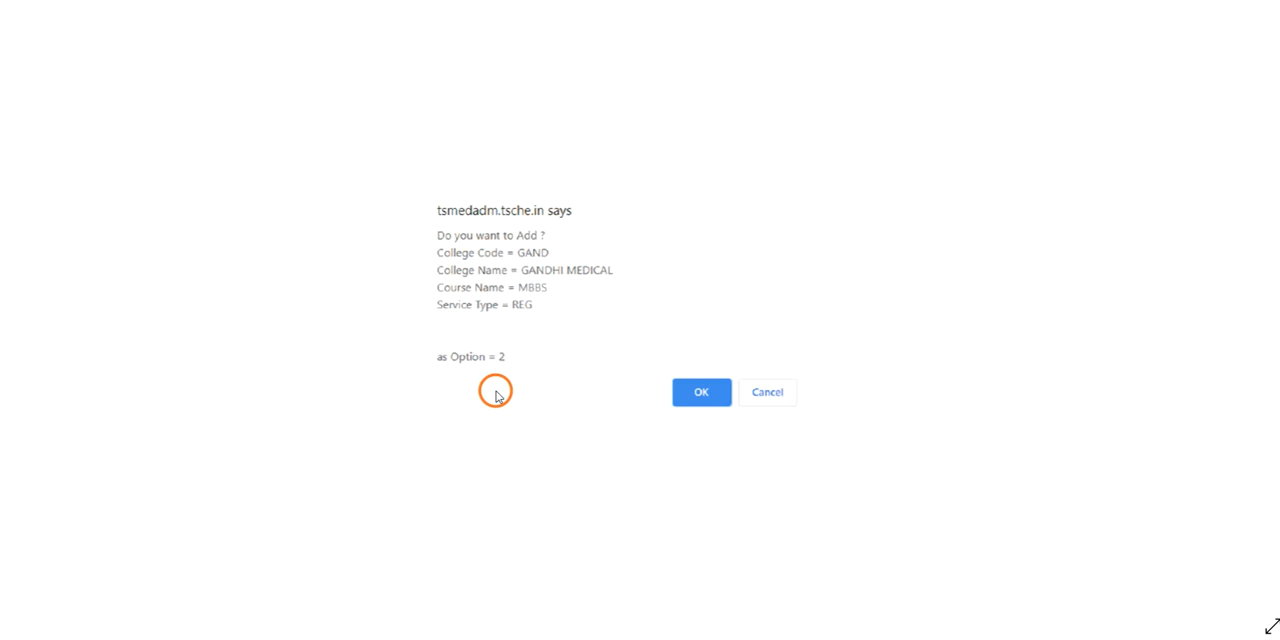 tsmedadm.tsche.in says
Do you want to Add ?
College Code = GAND
College Name = GANDHI MEDICAL
Course Name = MBBS
Service Type = REG
as Option = 2
OK
Cancel